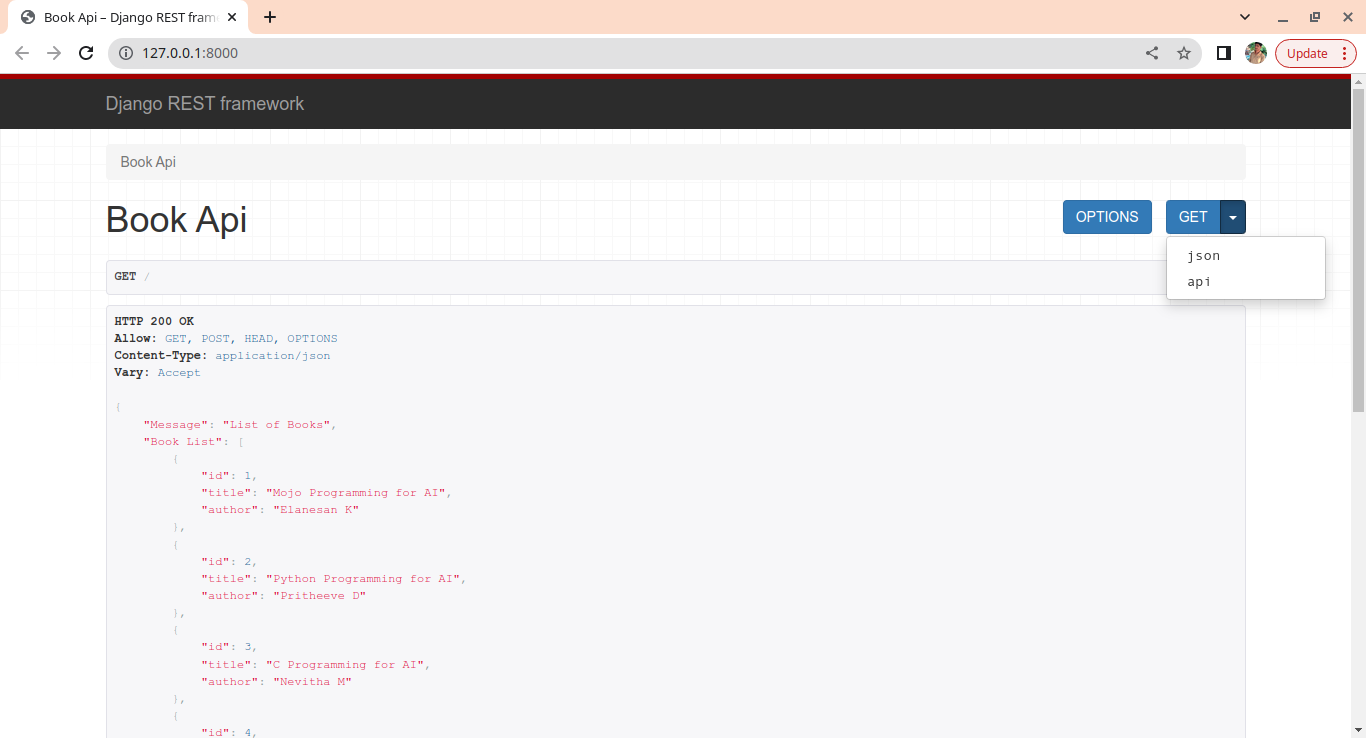 Book Api – Django REST fram
127.0.0.1:8000
Update
Django REST framework
Book Api
Book Api
OPTIONS
GET
json
api
GET /
HTTP 200 OK
Allow: GET, POST, HEAD, OPTIONS
Content-Type: application/json
Vary: Accept
{
"Message": "List of Books",
"Book List": [
{
"id": 1,
"title": "Mojo Programming for AI",
"author": "Elanesan K"
},
{
"id": 2,
"title": "Python Programming for AI",
"author": "Pritheeve D"
},
{
"id": 3,
"title": "C Programming for AI",
"author": "Nevitha M"
},
{
"id": 4,